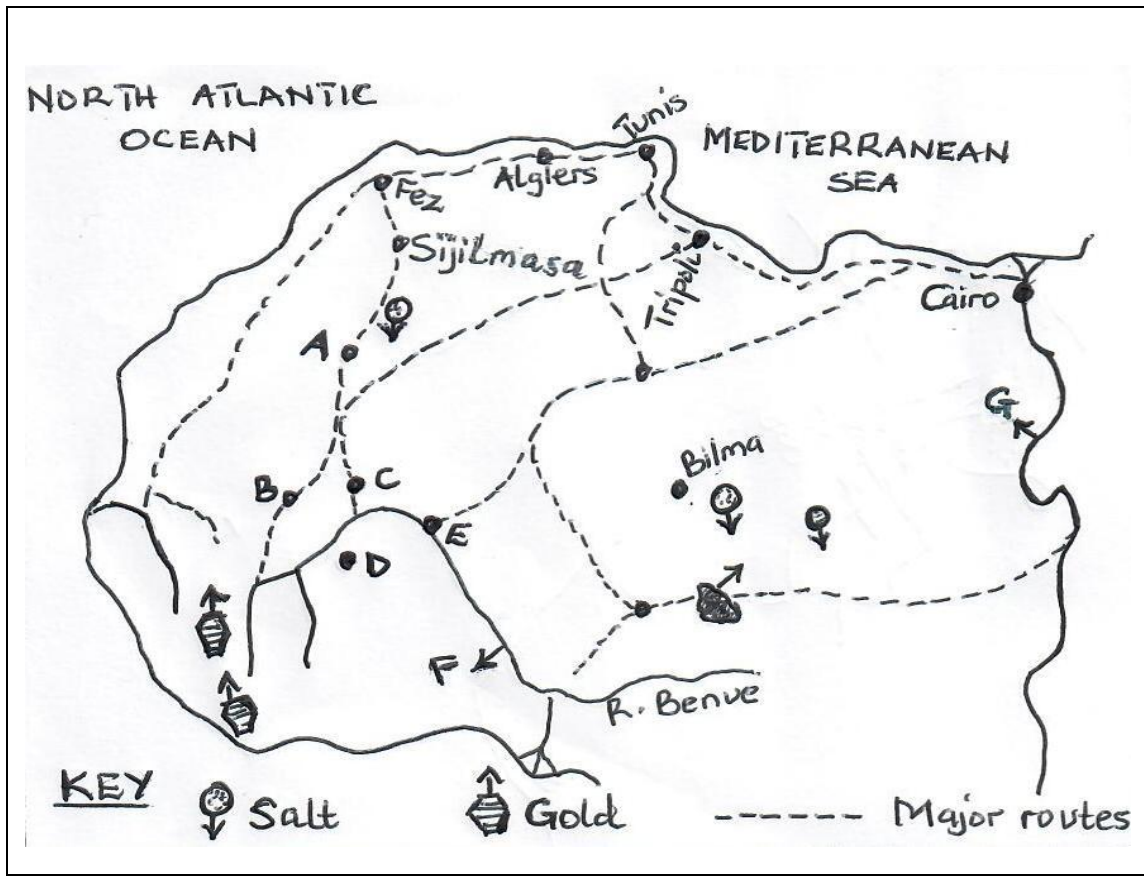 NORTH ATLANTIC
OCEAN
Tunis
MEDITERRANEAN
SEA
Algiers
Fez
Sijilmasa
Tripoli
Cairo
A
G
Bilma
B
C
E
D
F
R. Benue
KEY
Salt
Gold
Major routes